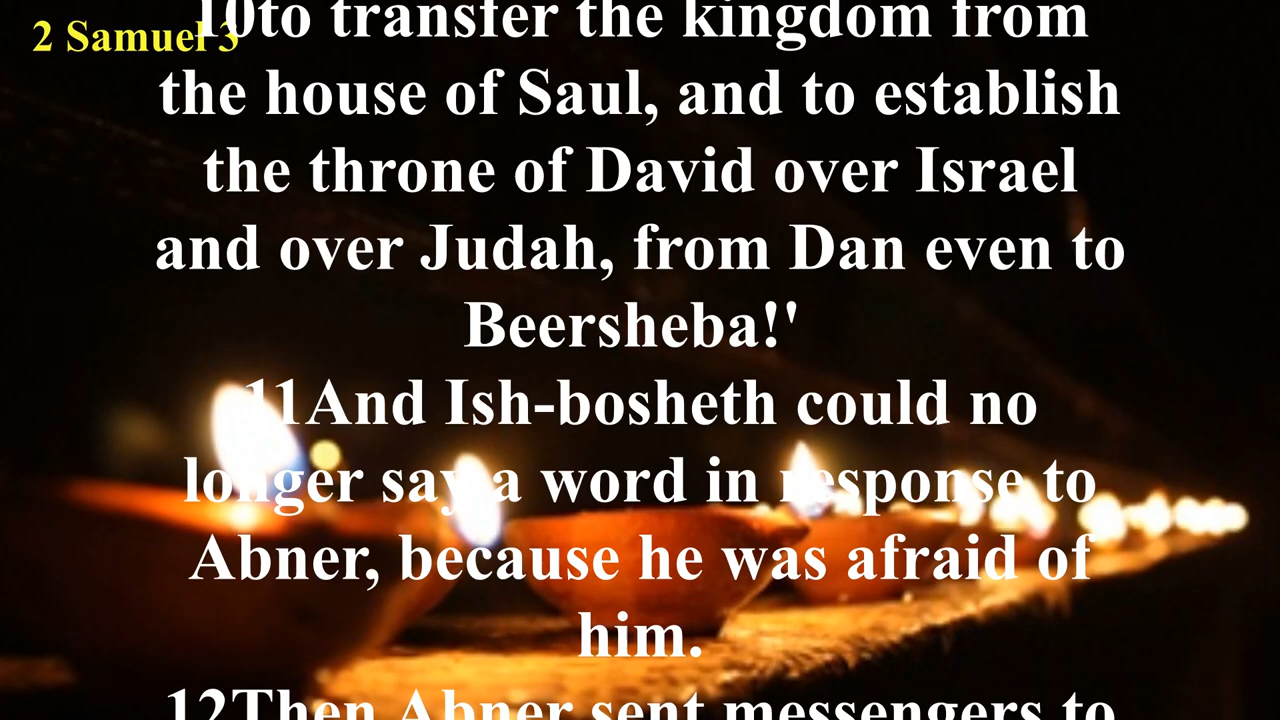 2 Samuel 3
10to transfer the kingdom from
the house of Saul, and to establish
the throne of David over Israel
and over Judah, from Dan even to
Beersheba!'
11And Ish-bosheth could no
longer say a word in response to
Abner, because he was afraid of
him.
12Then Abner sent messengers to